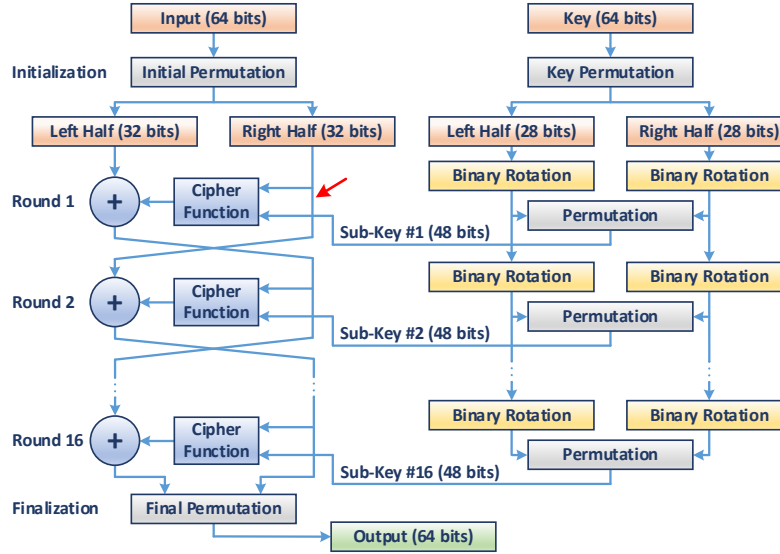 Input (64 bits)
Key (64 bits)
Initialization
Initial Permutation
Key Permutation
Left Half (32 bits)
Right Half (32 bits)
Left Half (28 bits)
Right Half (28 bits)
Binary Rotation
Binary Rotation
Round 1
+
Cipher
Function
Permutation
Sub-Key #1 (48 bits)
Binary Rotation
Binary Rotation
Round 2
+
Cipher
Function
Permutation
Sub-Key #2 (48 bits)
Binary Rotation
Binary Rotation
Round 16
+
Cipher
Function
Permutation
Sub-Key #16 (48 bits)
Finalization
Final Permutation
Output (64 bits)